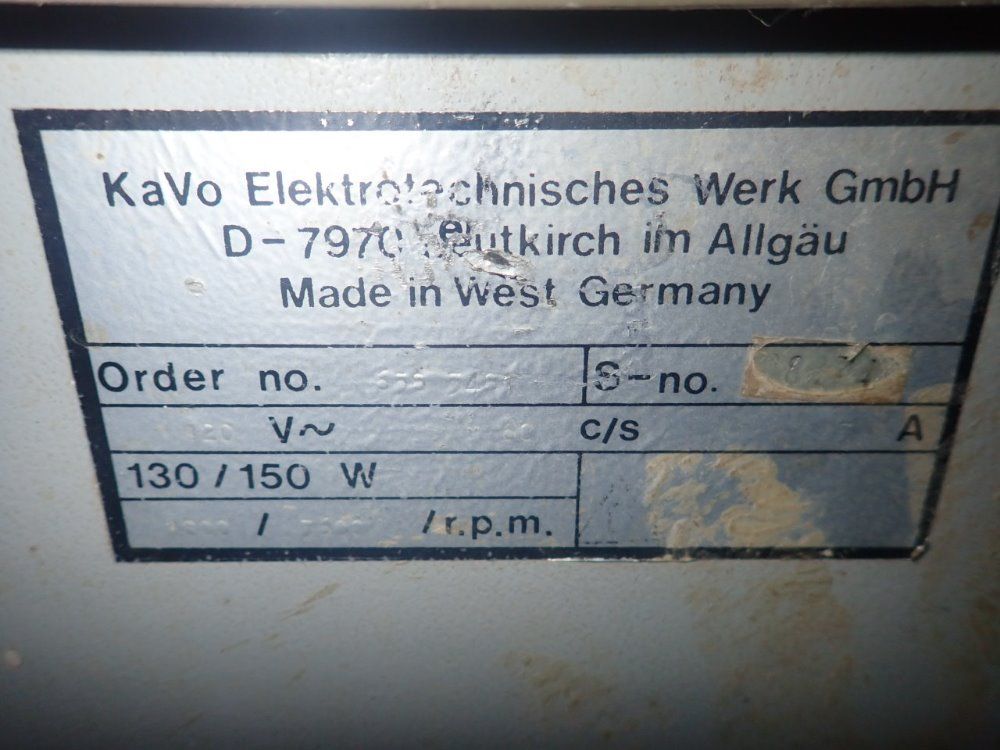 KaVo Elektrotechnisches Werk GmbH
D-7970 Leutkirch im Allgäu
Made in West Germany
Order no.
S-no.
V~ c/s A
130/150 W
/ /r.p.m.